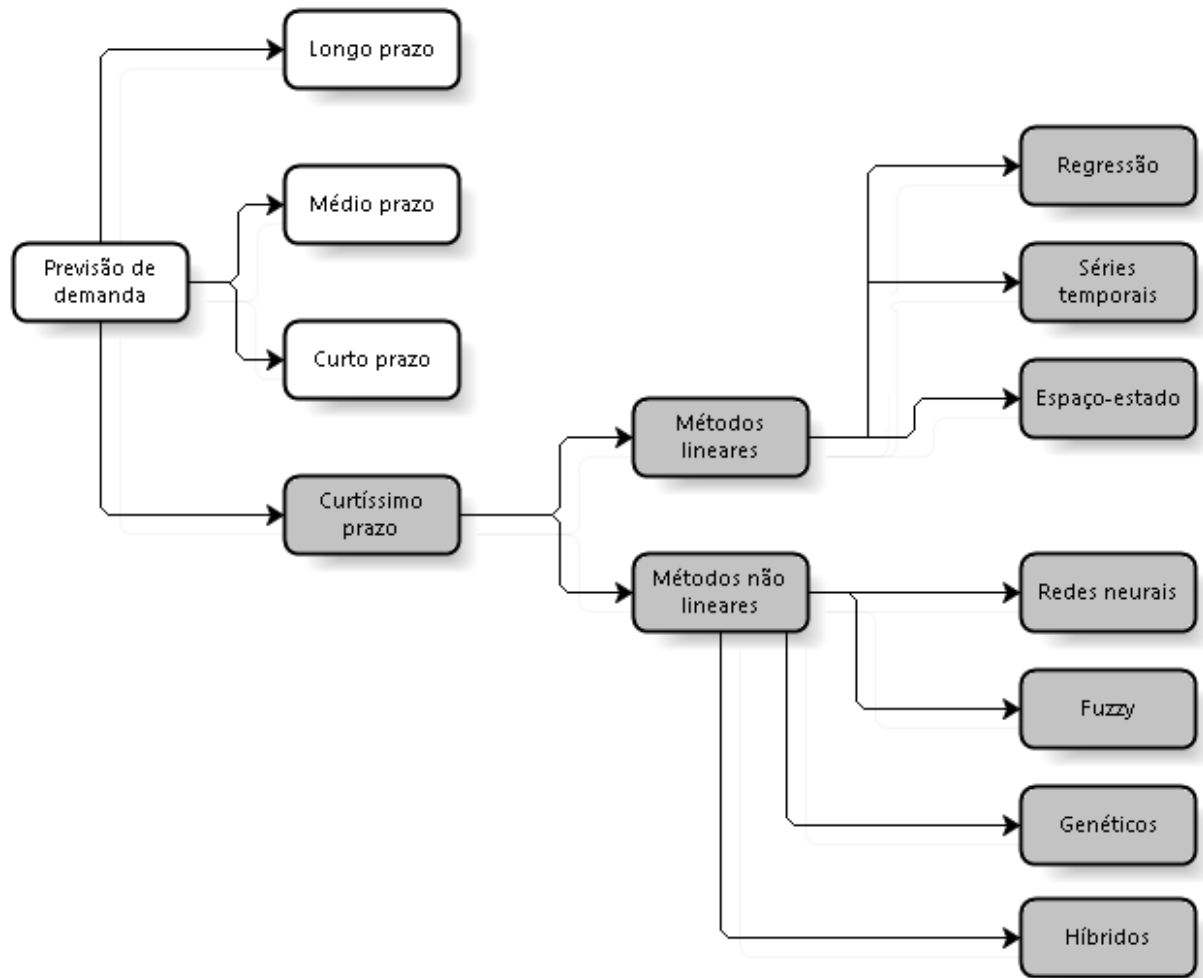 Longo prazo
Médio prazo
Previsão de
demanda
Curto prazo
Curtíssimo
prazo
Métodos
lineares
Métodos não
lineares
Regressão
Séries
temporais
Espaço-estado
Redes neurais
Fuzzy
Genéticos
Híbridos